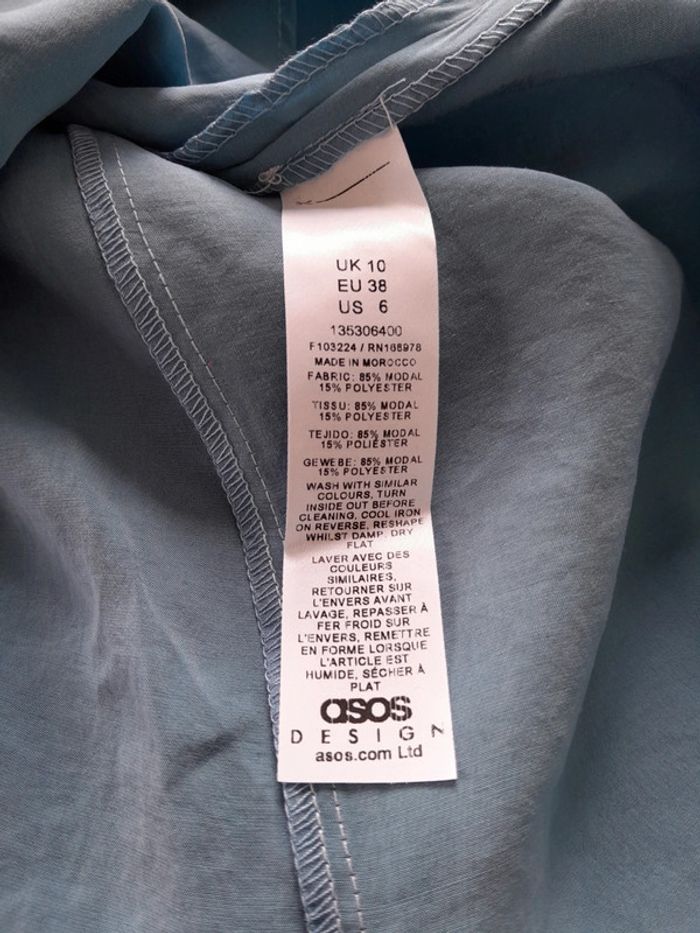 UK 10
EU 38
US 6
135306400
F103224 / RN166978
MADE IN MOROCCO
FABRIC: 85% MODAL
15% POLYESTER
TISSU: 85% MODAL
15% POLYESTER
TEJIDO: 85% MODAL
15% POLIÉSTER
GEWEBE: 85% MODAL
15% POLYESTER
WASH WITH SIMILAR
COLOURS, TURN
INSIDE OUT BEFORE
CLEANING, COOL IRON
ON REVERSE, RESHAPE
WHILST DAMP, DRY
FLAT
LAVER AVEC DES
COULEURS
SIMILAIRES,
RETOURNER SUR
L'ENVERS AVANT
LAVAGE, REPASSER À
FER FROID SUR
L'ENVERS, REMETTRE
EN FORME LORSQUE
L'ARTICLE EST
HUMIDE, SÉCHER À
PLAT
asos
DESIGN
asos.com Ltd